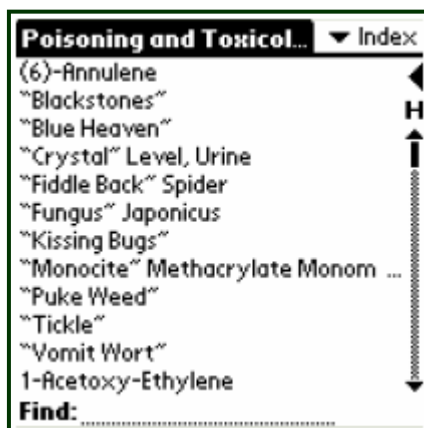 Poisoning and Toxicol... ▼ Index
(6)-Annulene
"Blackstones"
"Blue Heaven"
H
"Crystal" Level, Urine
"Fiddle Back" Spider
"Fungus" Japonicus
"Kissing Bugs"
"Monocite" Methacrylate Monom ...
"Puke Weed"
"Tickle"
"Vomit Wort"
1-Acetoxy-Ethylene
Find: